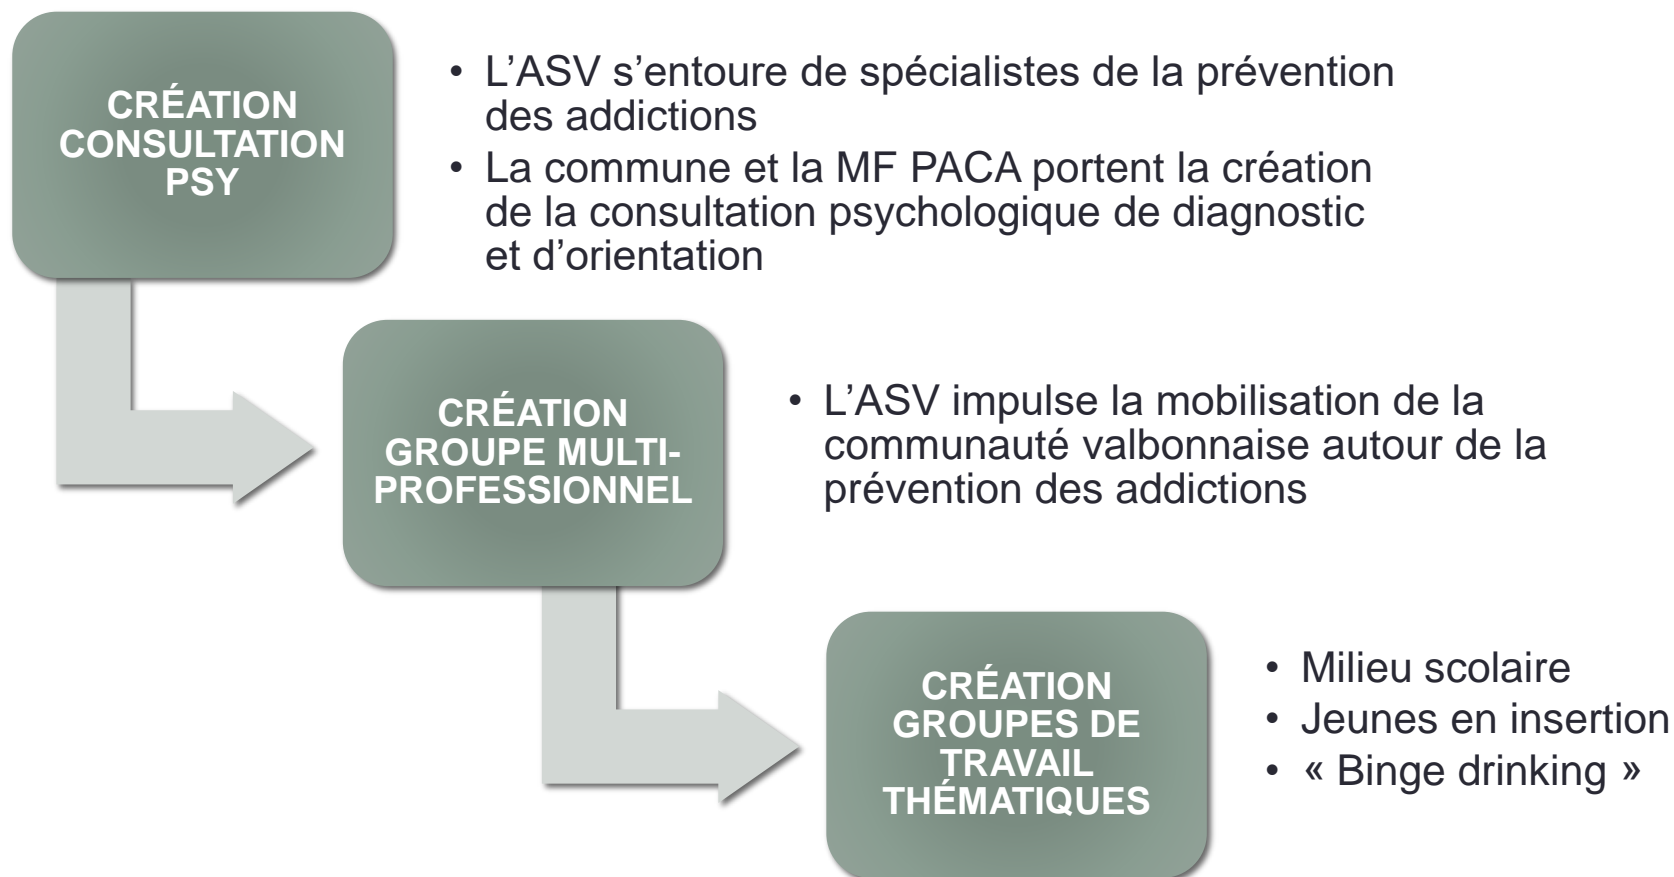 CRÉATION
CONSULTATION
PSY
• L’ASV s’entoure de spécialistes de la prévention
des addictions
• La commune et la MF PACA portent la création
de la consultation psychologique de diagnostic
et d’orientation
CRÉATION
GROUPE MULTI-
PROFESSIONNEL
• L’ASV impulse la mobilisation de la
communauté valbonnaise autour de la
prévention des addictions
CRÉATION
GROUPES DE
TRAVAIL
THÉMATIQUES
• Milieu scolaire
• Jeunes en insertion
• « Binge drinking »